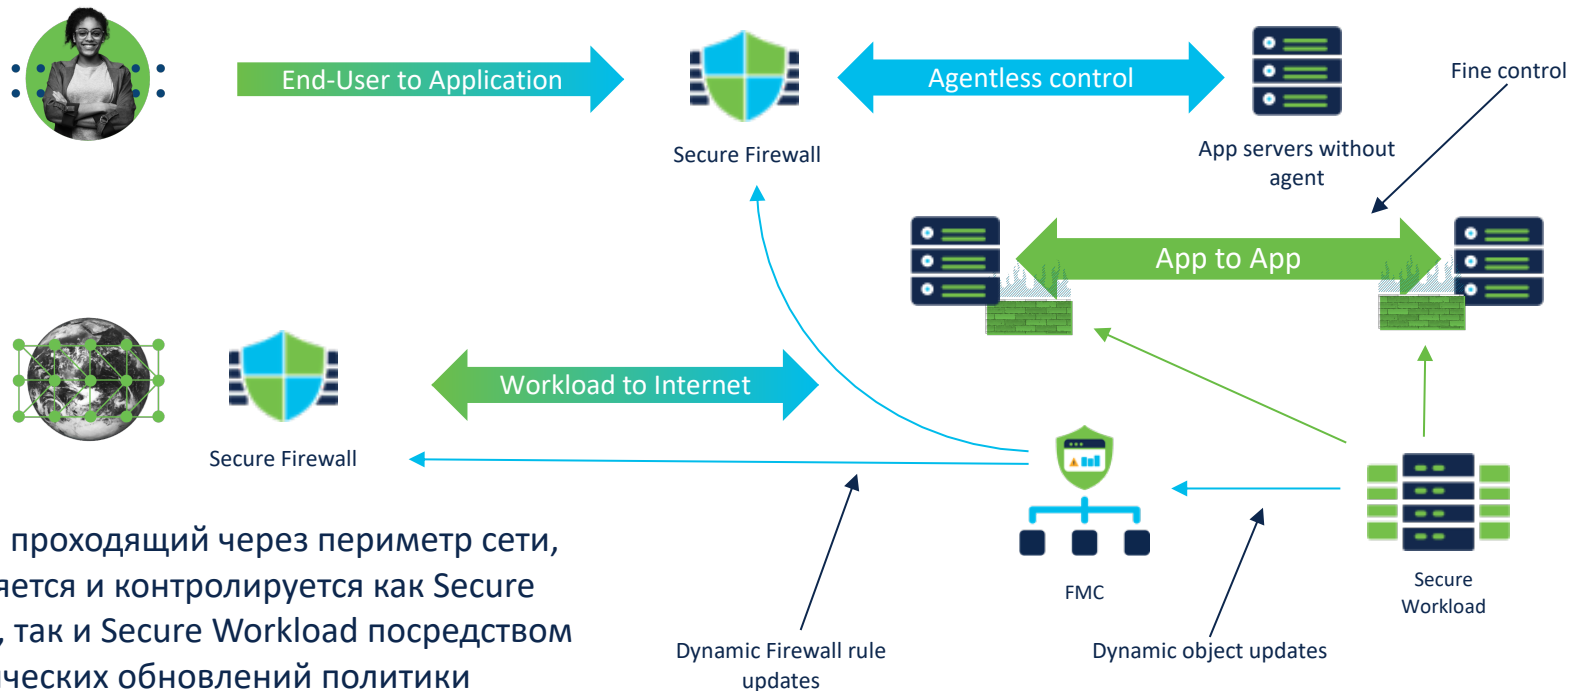 End-User to Application
Agentless control
Fine control
Secure Firewall
App servers without
agent
App to App
Workload to Internet
Secure Firewall
проходящий через периметр сети,
и контролируется как Secure
, так и Secure Workload посредством
обновлений политики
FMC
Secure
Workload
Dynamic Firewall rule
updates
Dynamic object updates